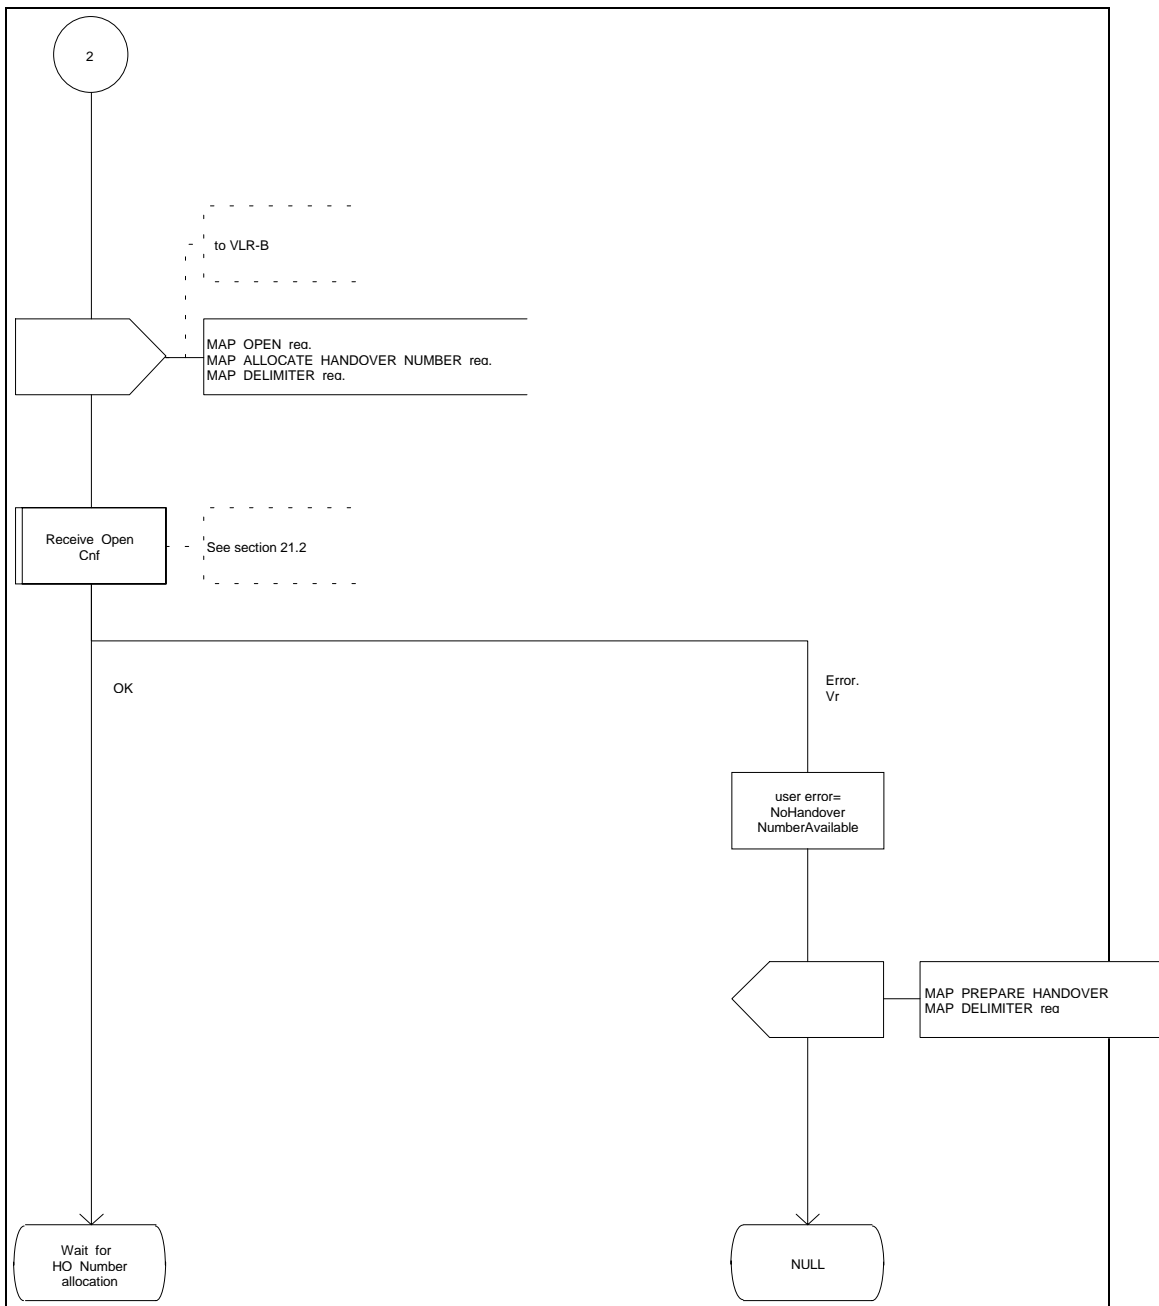 2
to VLR-B
MAP OPEN req.
MAP ALLOCATE HANDOVER NUMBER req.
MAP DELIMITER req.
Receive Open
Cnf
See section 21.2
OK
Error.
Vr
user error=
NoHandover
NumberAvailable
MAP PREPARE HANDOVER
MAP DELIMITER req
Wait for
HO Number
allocation
NULL